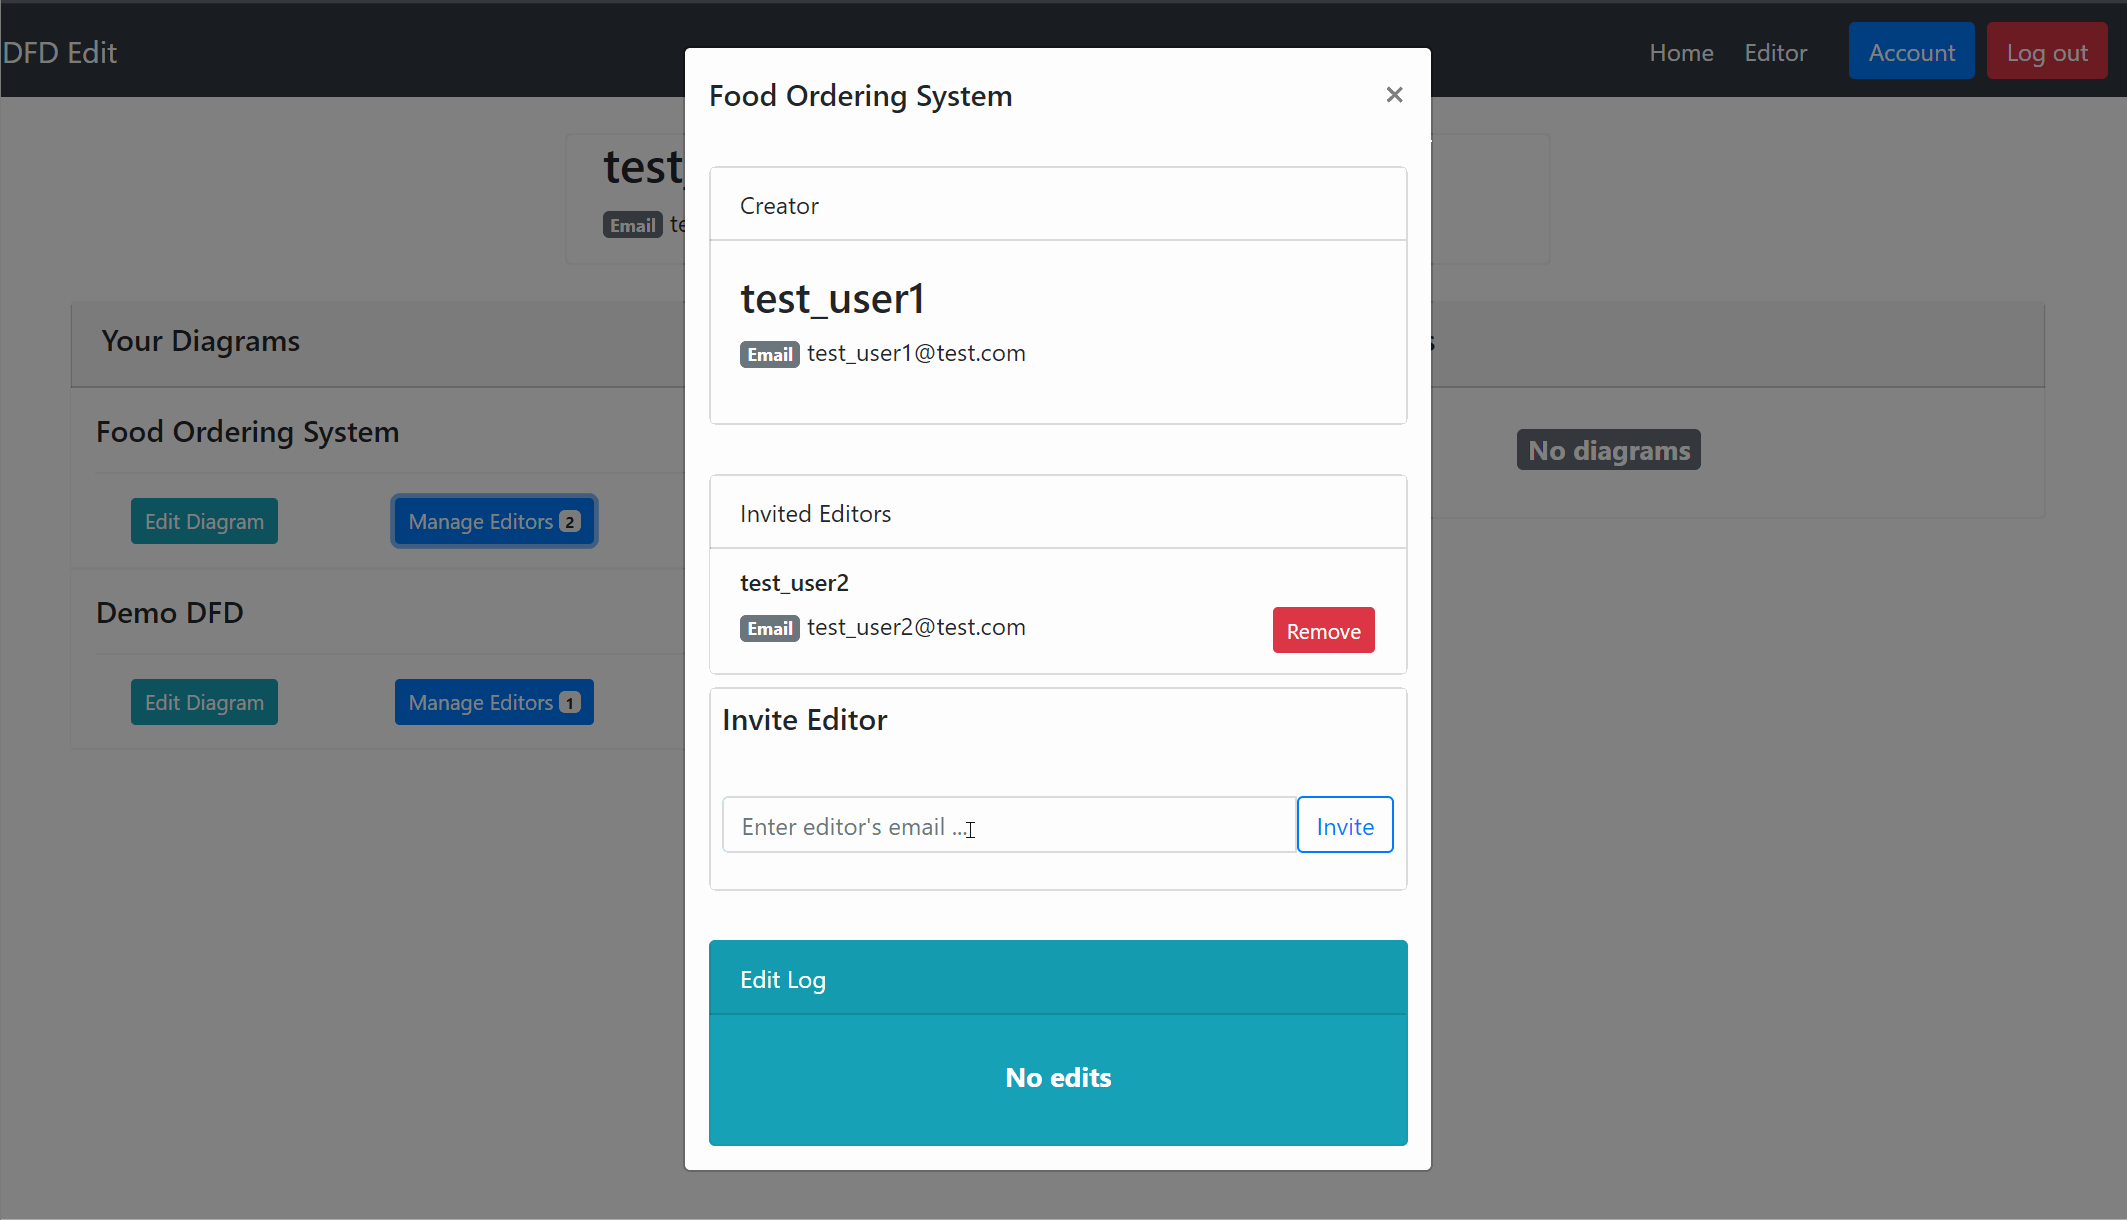 DFD Edit
Home Editor Account Log out
Food Ordering System ×
Creator
test_user1
Email test_user1@test.com
Invited Editors
test_user2
Email test_user2@test.com
Remove
Invite Editor
Enter editor's email ...
Invite
Edit Log
No edits
test_
Email te
Your Diagrams
Food Ordering System
Edit Diagram
Manage Editors 2
Demo DFD
Edit Diagram
Manage Editors 1
s
No diagrams